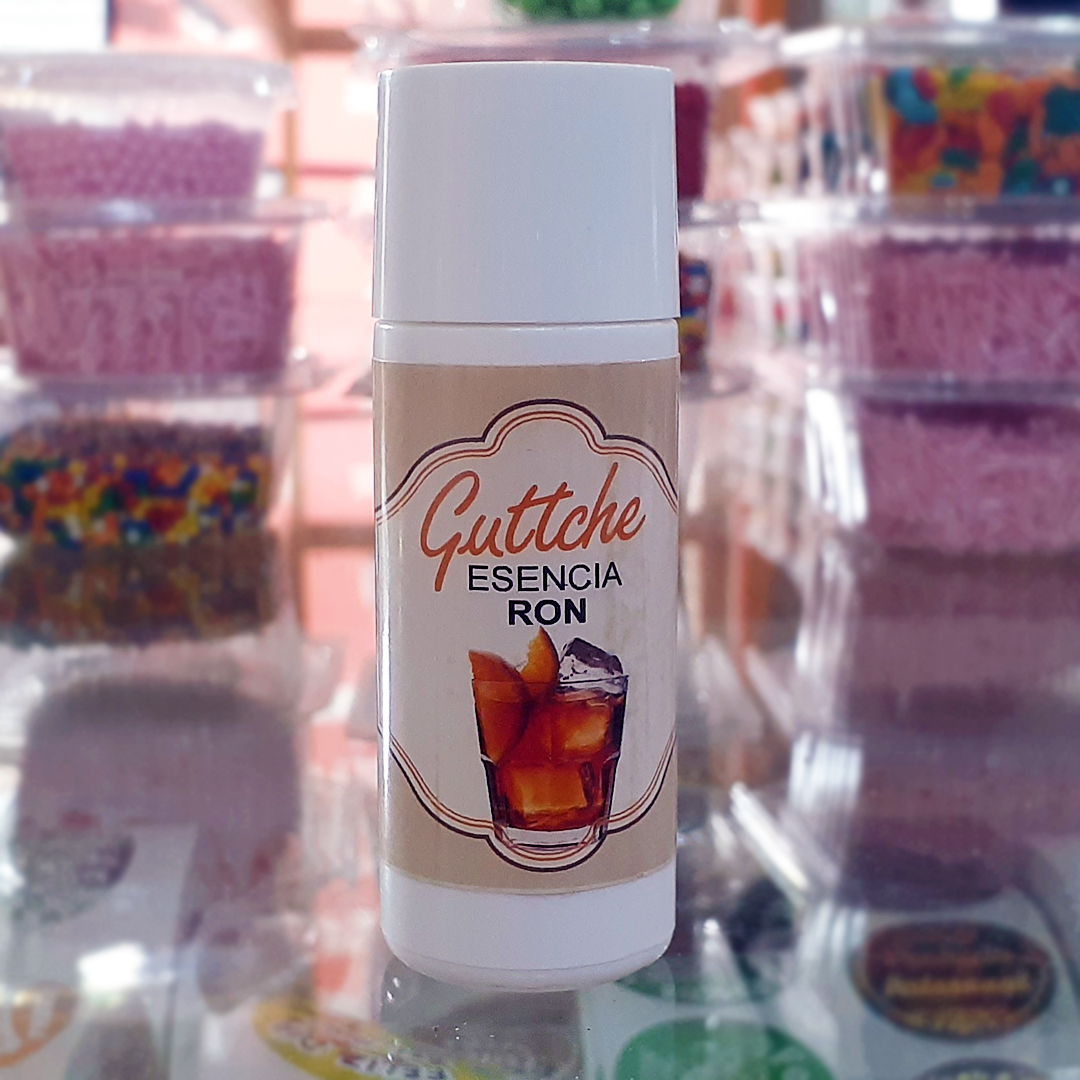 Guttche
ESENCIA
RON